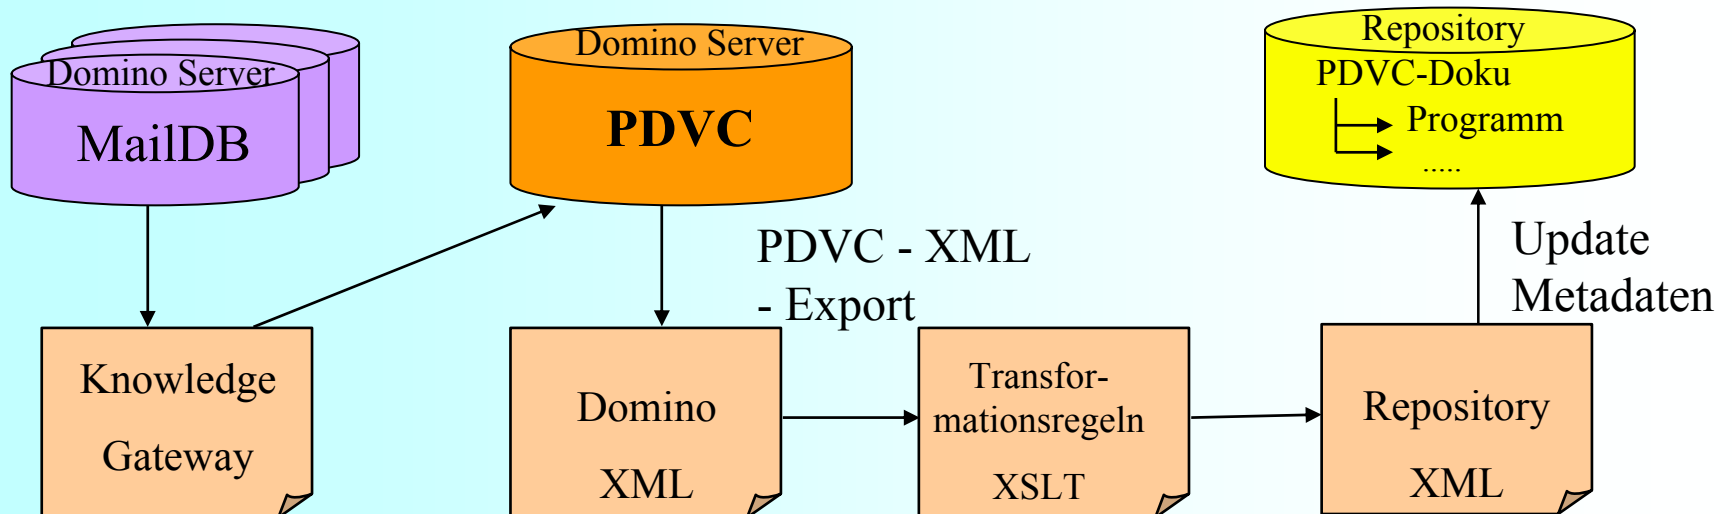 Domino Server
MailDB
Domino Server
PDVC
Repository
PDVC-Doku
Programm
.....
PDVC - XML
- Export
Update
Metadaten
Knowledge
Gateway
Domino
XML
Transfor-
mationsregeln
XSLT
Repository
XML